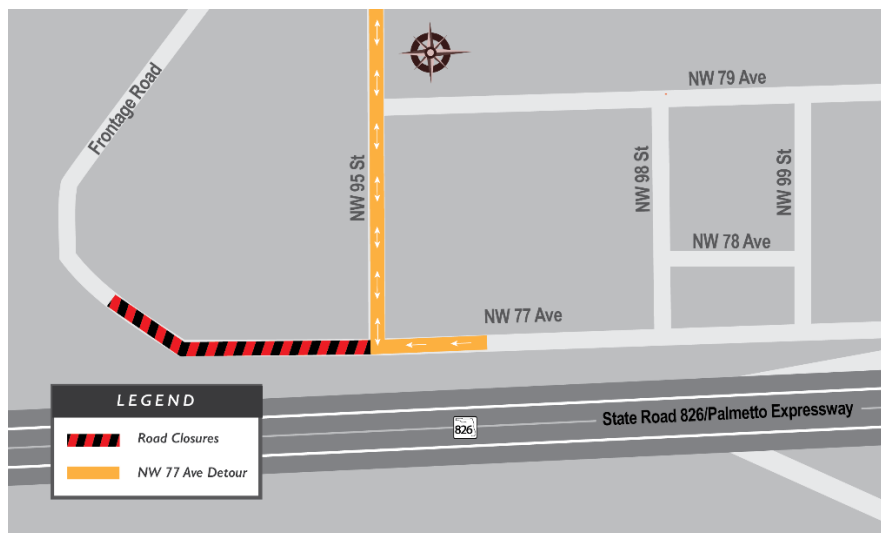 NW 79 Ave
Frontage Road
NW 95 St
NW 98 St
NW 99 St
NW 78 Ave
NW 77 Ave
State Road 826/Palmetto Expressway
826
LEGEND
Road Closures
NW 77 Ave Detour